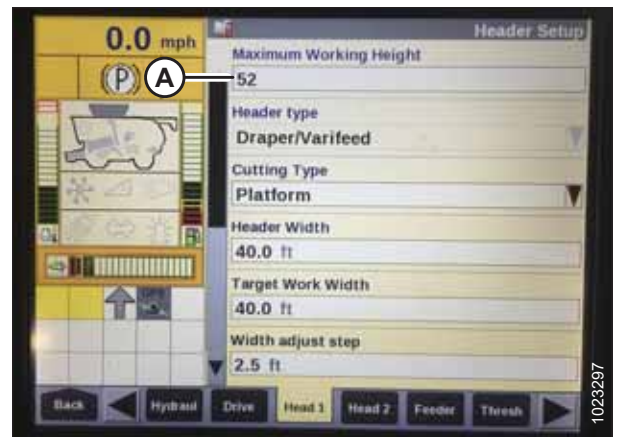 0.0 mph
Header Setup
Maximum Working Height
(P)
A
52
Header type
Draper/Varifeed
Cutting Type
Platform
Header Width
40.0 ft
Target Work Width
40.0 ft
Width adjust step
2.5 ft
Back
Hydraul
Drive
Head 1
Head 2
Feeder
Thresh
1023297